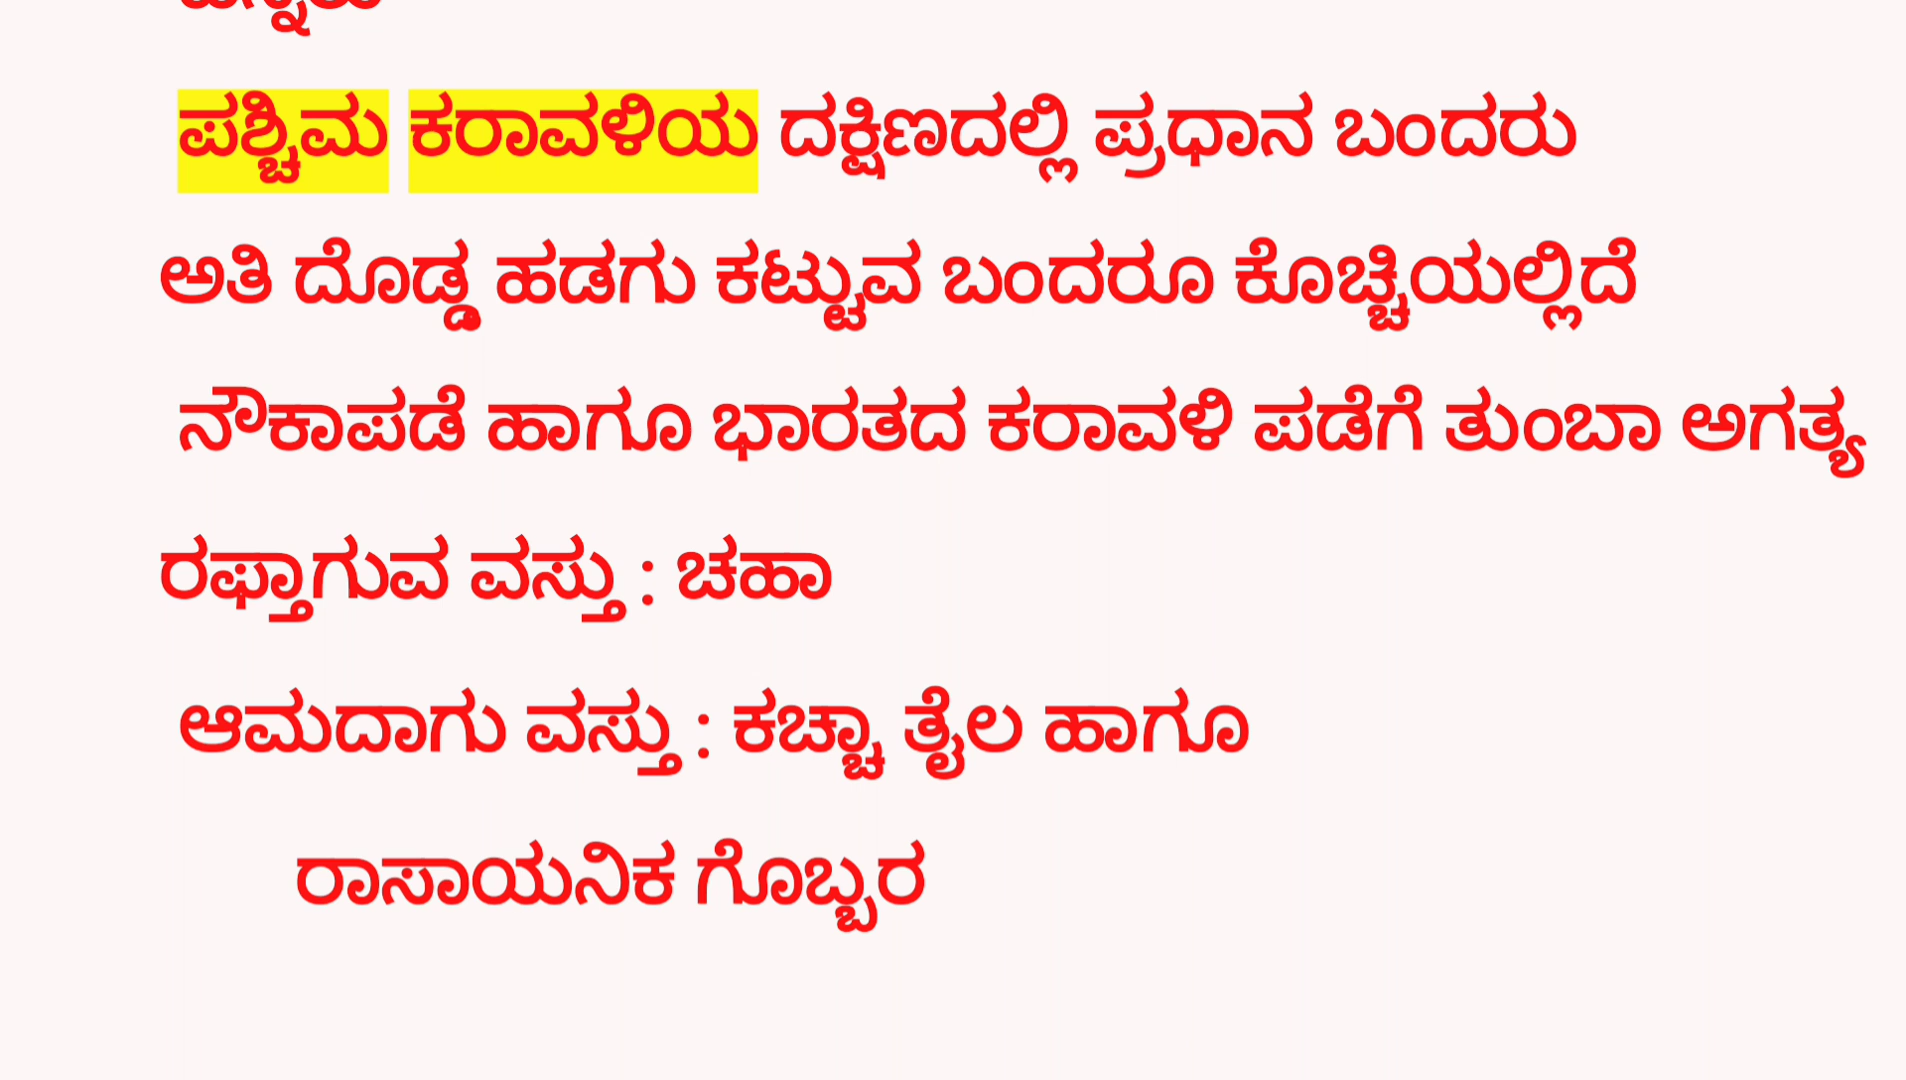 ಪಶ್ಚಿಮ ಕರಾವಳಿಯ ದಕ್ಷಿಣದಲ್ಲಿ ಪ್ರಧಾನ ಬಂದರು
ಅತಿ ದೊಡ್ಡ ಹಡಗು ಕಟ್ಟುವ ಬಂದರೂ ಕೊಚ್ಚಿಯಲ್ಲಿದೆ
ನೌಕಾಪಡೆ ಹಾಗೂ ಭಾರತದ ಕರಾವಳಿ ಪಡೆಗೆ ತುಂಬಾ ಅಗತ್ಯ
ರಫ್ತಾಗುವ ವಸ್ತು : ಚಹಾ
ಆಮದಾಗು ವಸ್ತು : ಕಚ್ಚಾ ತೈಲ ಹಾಗೂ
ರಾಸಾಯನಿಕ ಗೊಬ್ಬರ